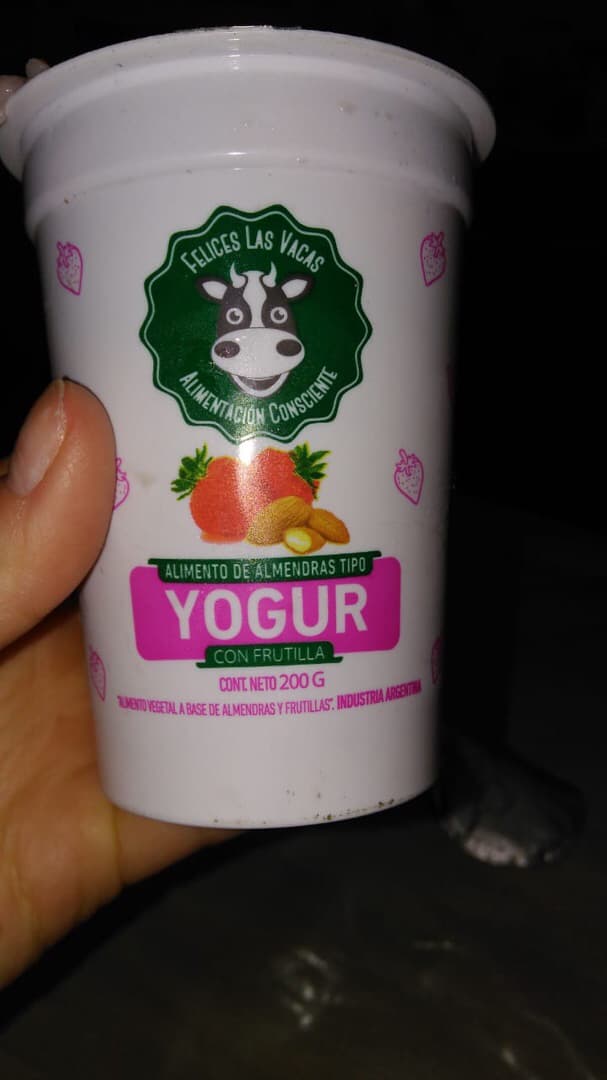 FELICES LAS VACAS
ALIMENTACIÓN CONSCIENTE
ALIMENTO DE ALMENDRAS TIPO
YOGUR
CON FRUTILLA
CONT. NETO 200 G
"ALIMENTO VEGETAL A BASE DE ALMENDRAS Y FRUTILLAS". INDUSTRIA ARGENTINA